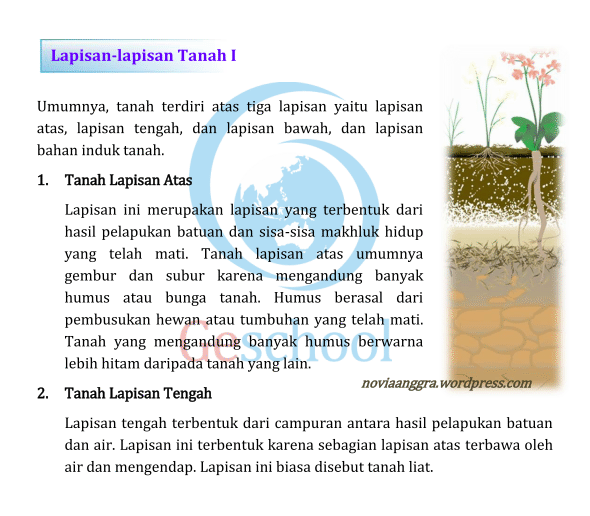 Lapisan-lapisan Tanah I
Umumnya, tanah terdiri atas tiga lapisan yaitu lapisan
atas, lapisan tengah, dan lapisan bawah, dan lapisan
bahan induk tanah.
1. Tanah Lapisan Atas
Lapisan ini merupakan lapisan yang terbentuk dari
hasil pelapukan batuan dan sisa-sisa makhluk hidup
yang telah mati. Tanah lapisan atas umumnya
gembur dan subur karena mengandung banyak
humus atau bunga tanah. Humus berasal dari
pembusukan hewan atau tumbuhan yang telah mati.
Tanah yang mengandung banyak humus berwarna
lebih hitam daripada tanah yang lain.
Geschool
noviaanggra.wordpress.com
2. Tanah Lapisan Tengah
Lapisan tengah terbentuk dari campuran antara hasil pelapukan batuan
dan air. Lapisan ini terbentuk karena sebagian lapisan atas terbawa oleh
air dan mengendap. Lapisan ini biasa disebut tanah liat.